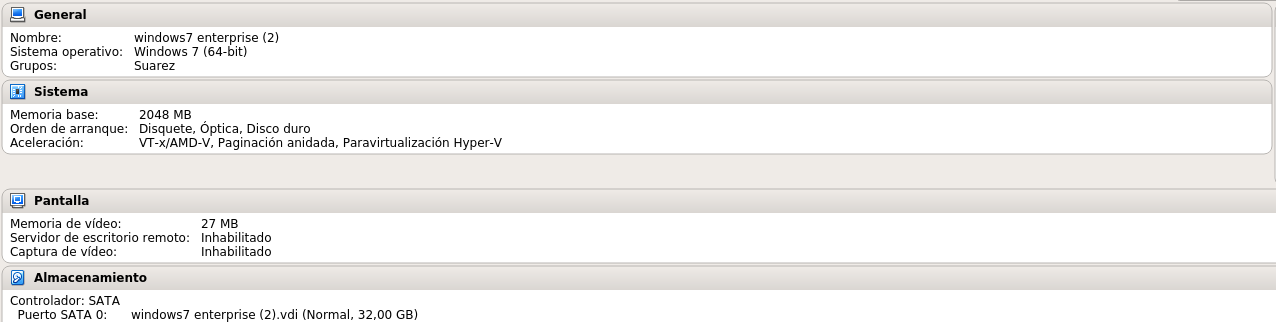 General
Nombre: windows7 enterprise (2)
Sistema operativo: Windows 7 (64-bit)
Grupos: Suarez
Sistema
Memoria base: 2048 MB
Orden de arranque: Disquete, Óptica, Disco duro
Aceleración: VT-x/AMD-V, Paginación anidada, Paravirtualización Hyper-V
Pantalla
Memoria de vídeo: 27 MB
Servidor de escritorio remoto: Inhabilitado
Captura de vídeo: Inhabilitado
Almacenamiento
Controlador: SATA
Puerto SATA 0: windows7 enterprise (2).vdi (Normal, 32,00 GB)